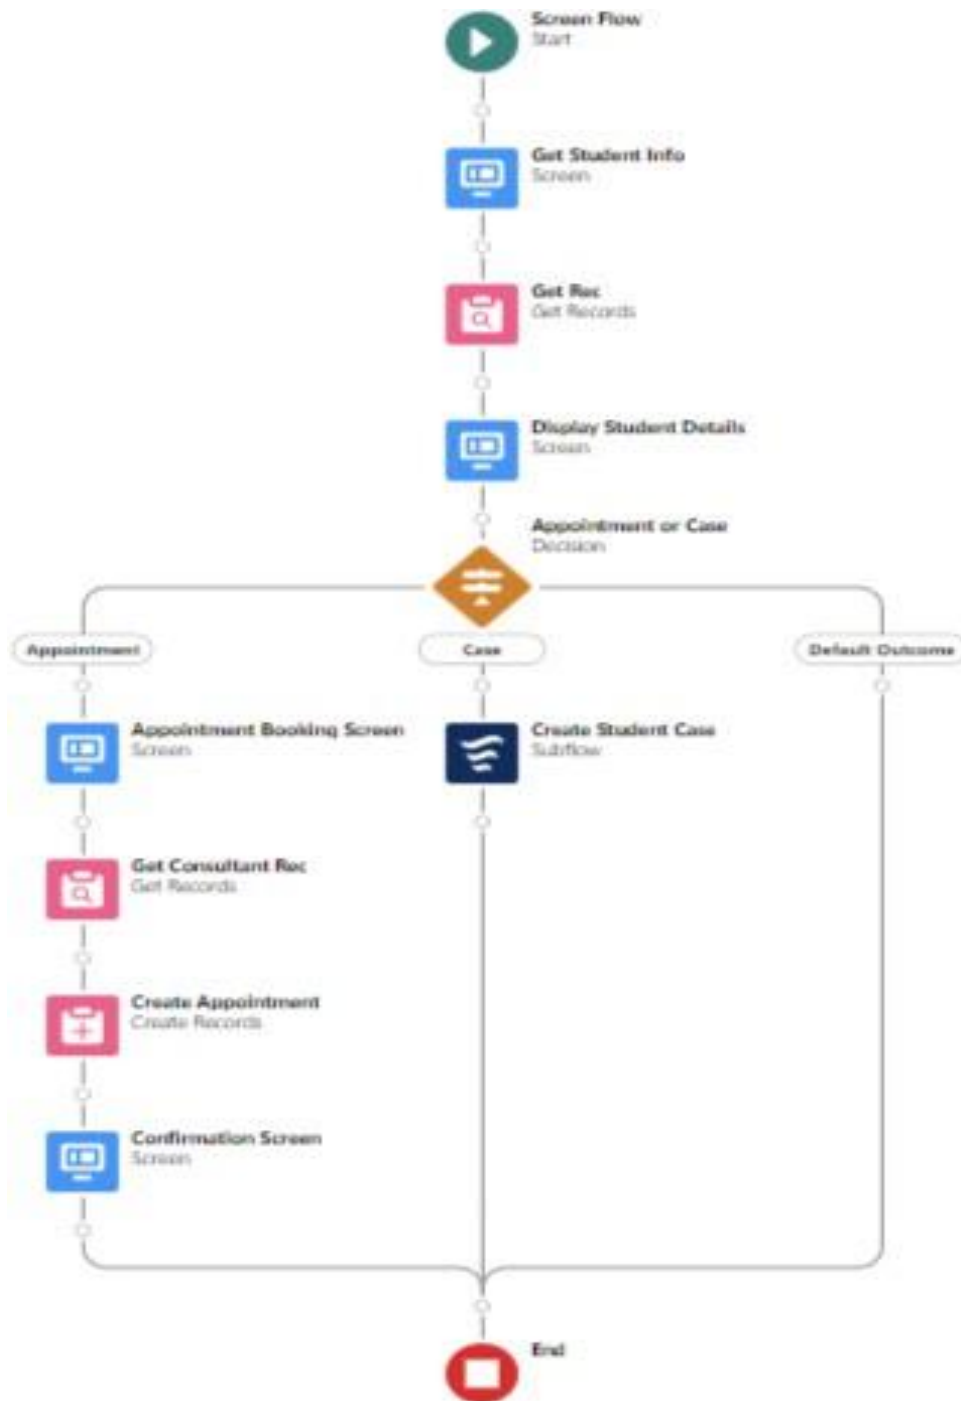 Screen Flow
Start
Get Student Info
Screen
Get Rec
Get Records
Display Student Details
Screen
Appointment or Case
Decision
Appointment
Case
Default Outcome
Appointment Booking Screen
Screen
Create Student Case
Subflow
Get Consultant Rec
Get Records
Create Appointment
Create Records
Confirmation Screen
Screen
End